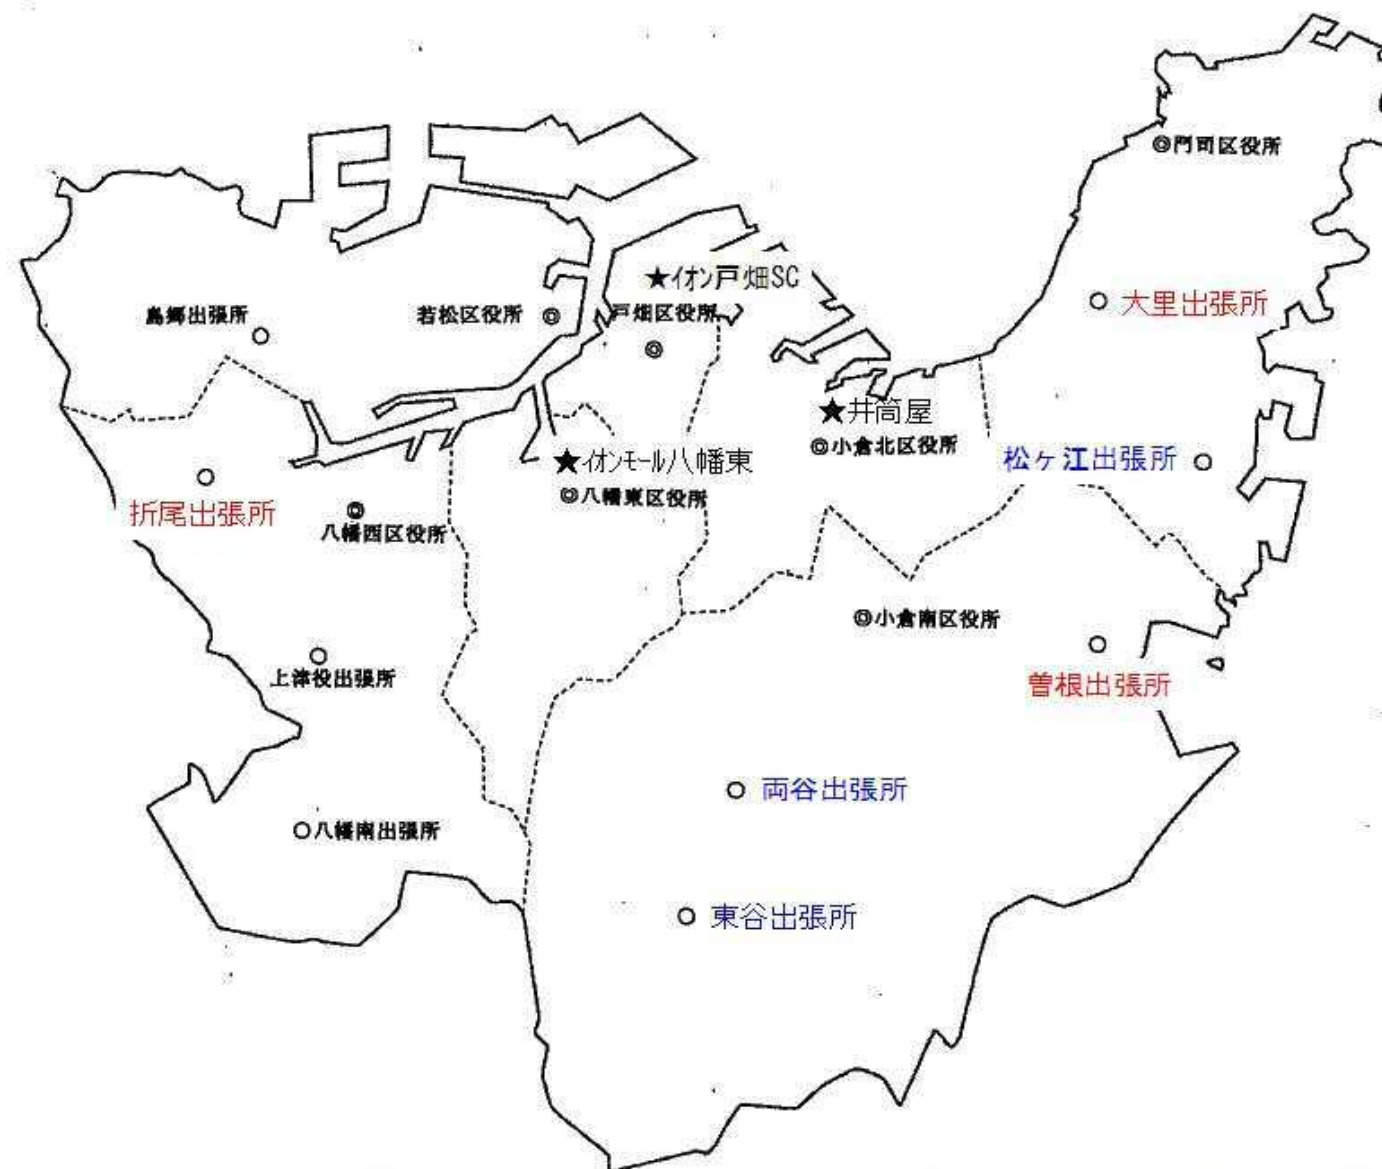 ◎門司区役所
★イオン戸畑SC
大里出張所
島郷出張所
若松区役所
戸畑区役所
★井筒屋
◎小倉北区役所
★イオンモール八幡東
松ヶ江出張所
◎八幡東区役所
折尾出張所
八幡西区役所
◎小倉南区役所
上津役出張所
曽根出張所
両谷出張所
○八幡南出張所
東谷出張所